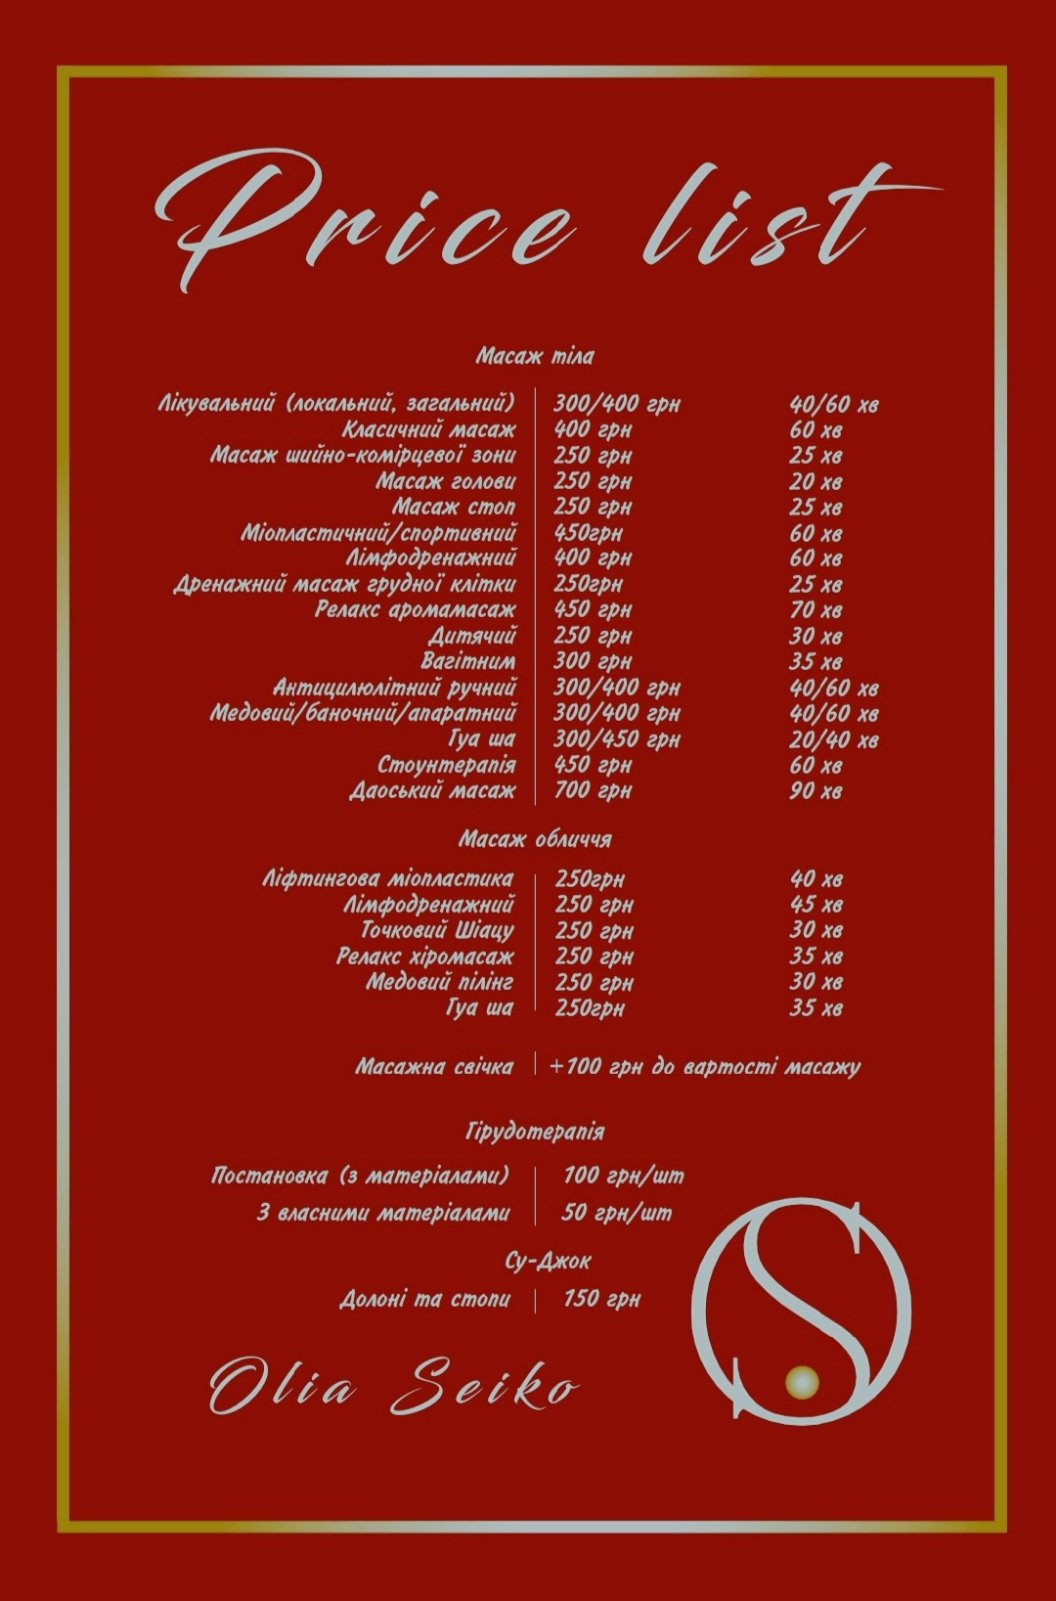 Price list
Масаж тіла
Лікувальний (локальний, загальний) 300/400 грн 40/60 хв
Класичний масаж 400 грн 60 хв
Масаж шийно-комірцевої зони 250 грн 25 хв
Масаж голови 250 грн 20 хв
Масаж стоп 250 грн 25 хв
Міопластичний/спортивний 450грн 60 хв
Лімфодренажний 400 грн 60 хв
Дренажний масаж грудної клітки 250грн 25 хв
Релакс аромамасаж 450 грн 70 хв
Дитячий 250 грн 30 хв
Вагітним 300 грн 35 хв
Антицилюлітний ручний 300/400 грн 40/60 хв
Медовий/баночний/апаратний 300/400 грн 40/60 хв
Гуа ша 300/450 грн 20/40 хв
Стоунтерапія 450 грн 60 хв
Даоський масаж 700 грн 90 хв
Масаж обличчя
Ліфтингова міопластика 250грн 40 хв
Лімфодренажний 250 грн 45 хв
Точковий Шіацу 250 грн 30 хв
Релакс хіромасаж 250 грн 35 хв
Медовий пілінг 250 грн 30 хв
Гуа ша 250грн 35 хв
Масажна свічка +100 грн до вартості масажу
Гірудотерапія
Постановка (з матеріалами) 100 грн/шт
З власними матеріалами 50 грн/шт
Су-Джок
Долоні та стопи 150 грн
Olia Seiko